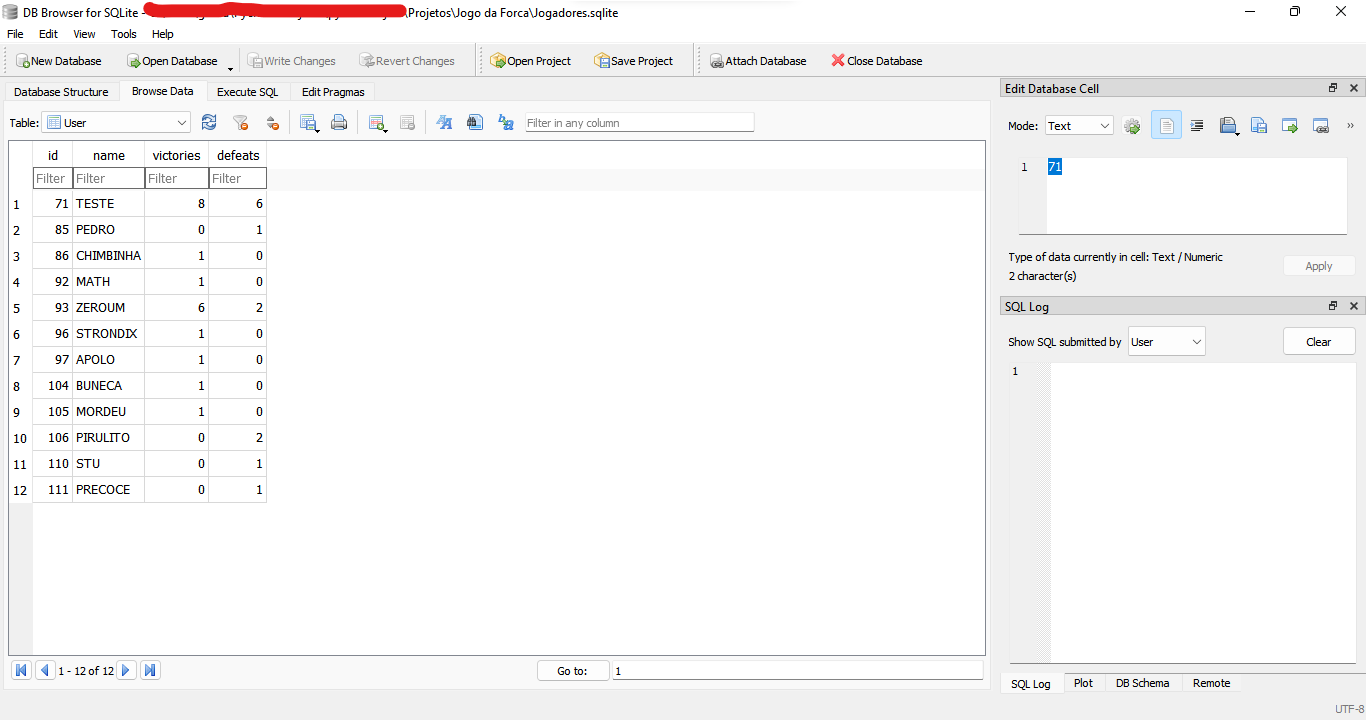 DB Browser for SQLite -
\Projetos\Jogo da Forca\Jogadores.sqlite
File Edit View Tools Help
New Database Open Database Write Changes Revert Changes Open Project Save Project Attach Database Close Database
Database Structure Browse Data Execute SQL Edit Pragmas
Table: User Filter in any column
id name victories defeats
Filter Filter Filter Filter
1 71 TESTE 8 6
2 85 PEDRO 0 1
3 86 CHIMBINHA 1 0
4 92 MATH 1 0
5 93 ZEROUM 6 2
6 96 STRONDIX 1 0
7 97 APOLO 1 0
8 104 BUNECA 1 0
9 105 MORDEU 1 0
10 106 PIRULITO 0 2
11 110 STU 0 1
12 111 PRECOCE 0 1
1 - 12 of 12 Go to: 1
Edit Database Cell
Mode: Text »
1 71
Type of data currently in cell: Text / Numeric
2 character(s)
Apply
SQL Log
Show SQL submitted by User Clear
1
SQL Log Plot DB Schema Remote
UTF-8